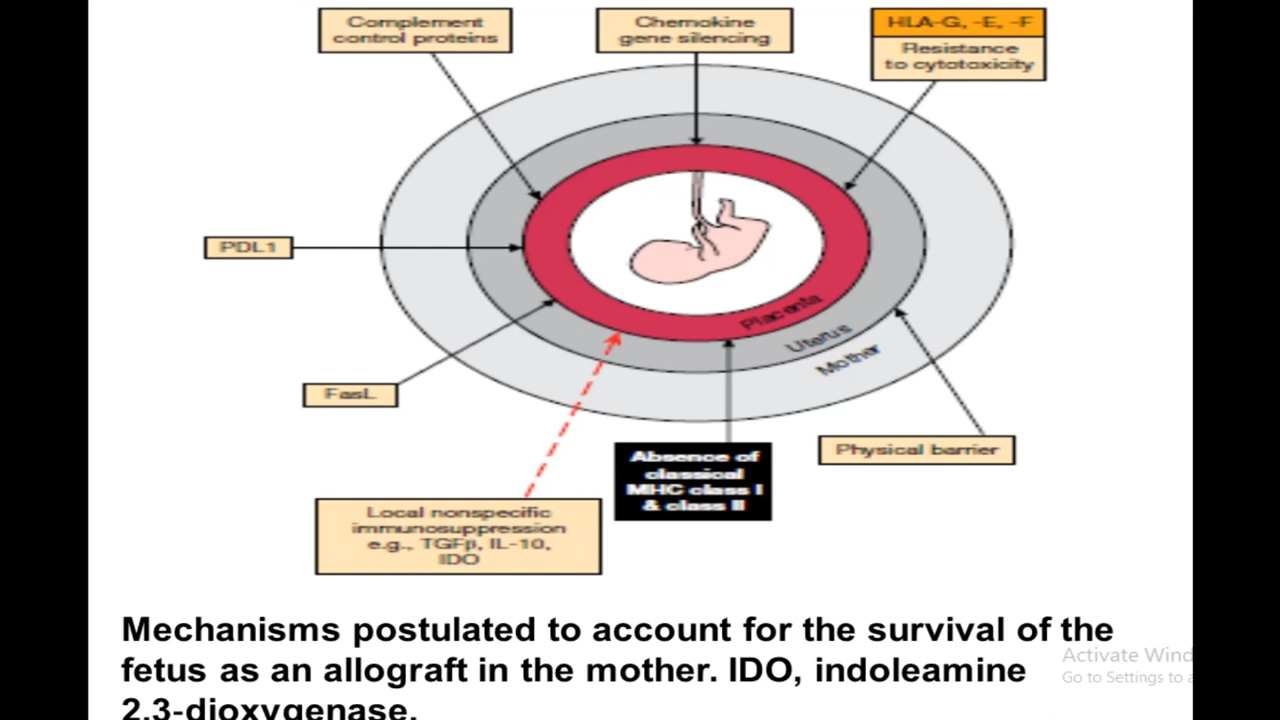 Complement
control proteins
Chemokine
gene silencing
HLA-G, -E, -F
Resistance
to cytotoxicity
PDL1
FasL
Placenta
Uterus
Mother
Physical barrier
Absence of
classical
MHC class I
& class II
Local nonspecific
immunosuppression
e.g., TGFβ, IL-10,
IDO
Mechanisms postulated to account for the survival of the
fetus as an allograft in the mother. IDO, indoleamine
2,3-dioxygenase.
Activate Wind
Go to Settings to a